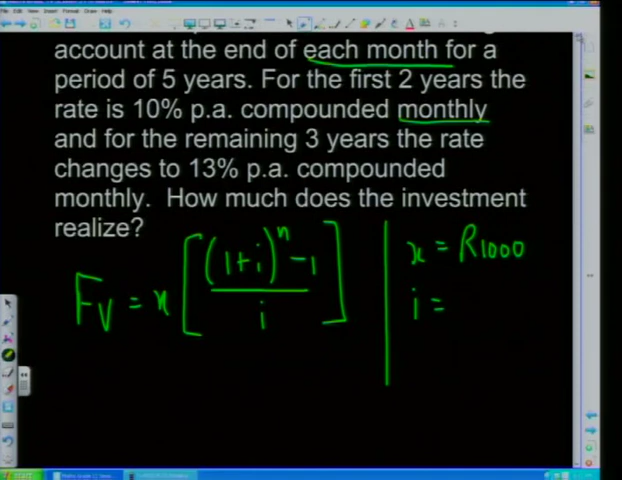 account at the end of each month for a
period of 5 years. For the first 2 years the
rate is 10% p.a. compounded monthly
and for the remaining 3 years the rate
changes to 13% p.a. compounded
monthly. How much does the investment
realize?
Fv = x [ ((1+i)^n - 1) / i ]
x = R1000
i =